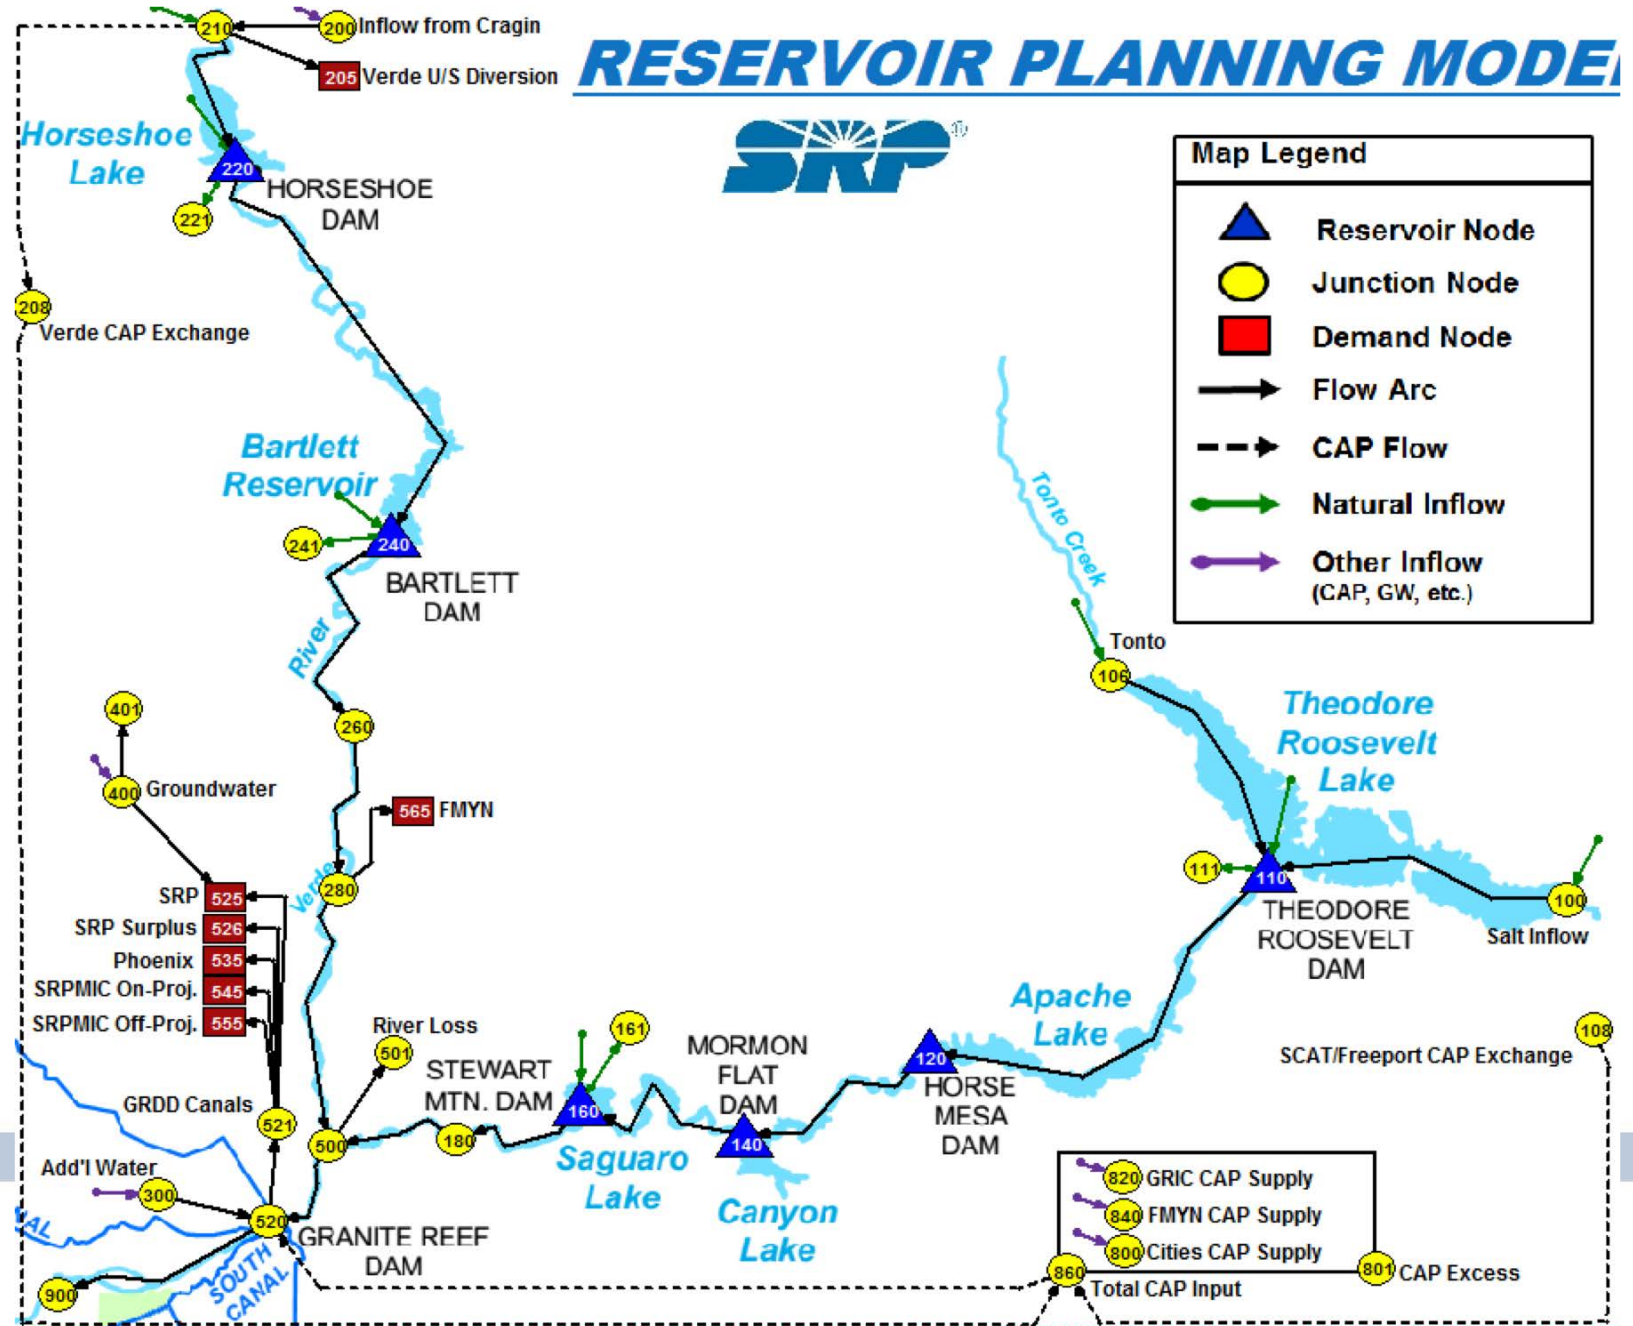 210
200
Inflow from Cragin
205
Verde U/S Diversion
RESERVOIR PLANNING MODEL
SRP®
Horseshoe
Lake
220
HORSESHOE
DAM
221
208
Verde CAP Exchange
Map Legend
Reservoir Node
Junction Node
Demand Node
Flow Arc
CAP Flow
Natural Inflow
Other Inflow
(CAP, GW, etc.)
Bartlett
Reservoir
241
240
BARTLETT
DAM
River
Verde
Tonto Creek
Tonto
106
Theodore
Roosevelt
Lake
111
110
THEODORE
ROOSEVELT
DAM
100
Salt Inflow
260
401
400
Groundwater
565
FMYN
280
SRP
525
SRP Surplus
526
Phoenix
535
SRPMIC On-Proj.
545
SRPMIC Off-Proj.
555
River Loss
501
STEWART
MTN. DAM
161
160
Saguaro
Lake
MORMON
FLAT
DAM
140
Canyon
Lake
120
HORSE
MESA
DAM
Apache
Lake
108
SCAT/Freeport CAP Exchange
GRDD Canals
521
500
180
Add'l Water
300
520
GRANITE REEF
DAM
AL
SOUTH
CANAL
900
820
GRIC CAP Supply
840
FMYN CAP Supply
800
Cities CAP Supply
860
Total CAP Input
801
CAP Excess